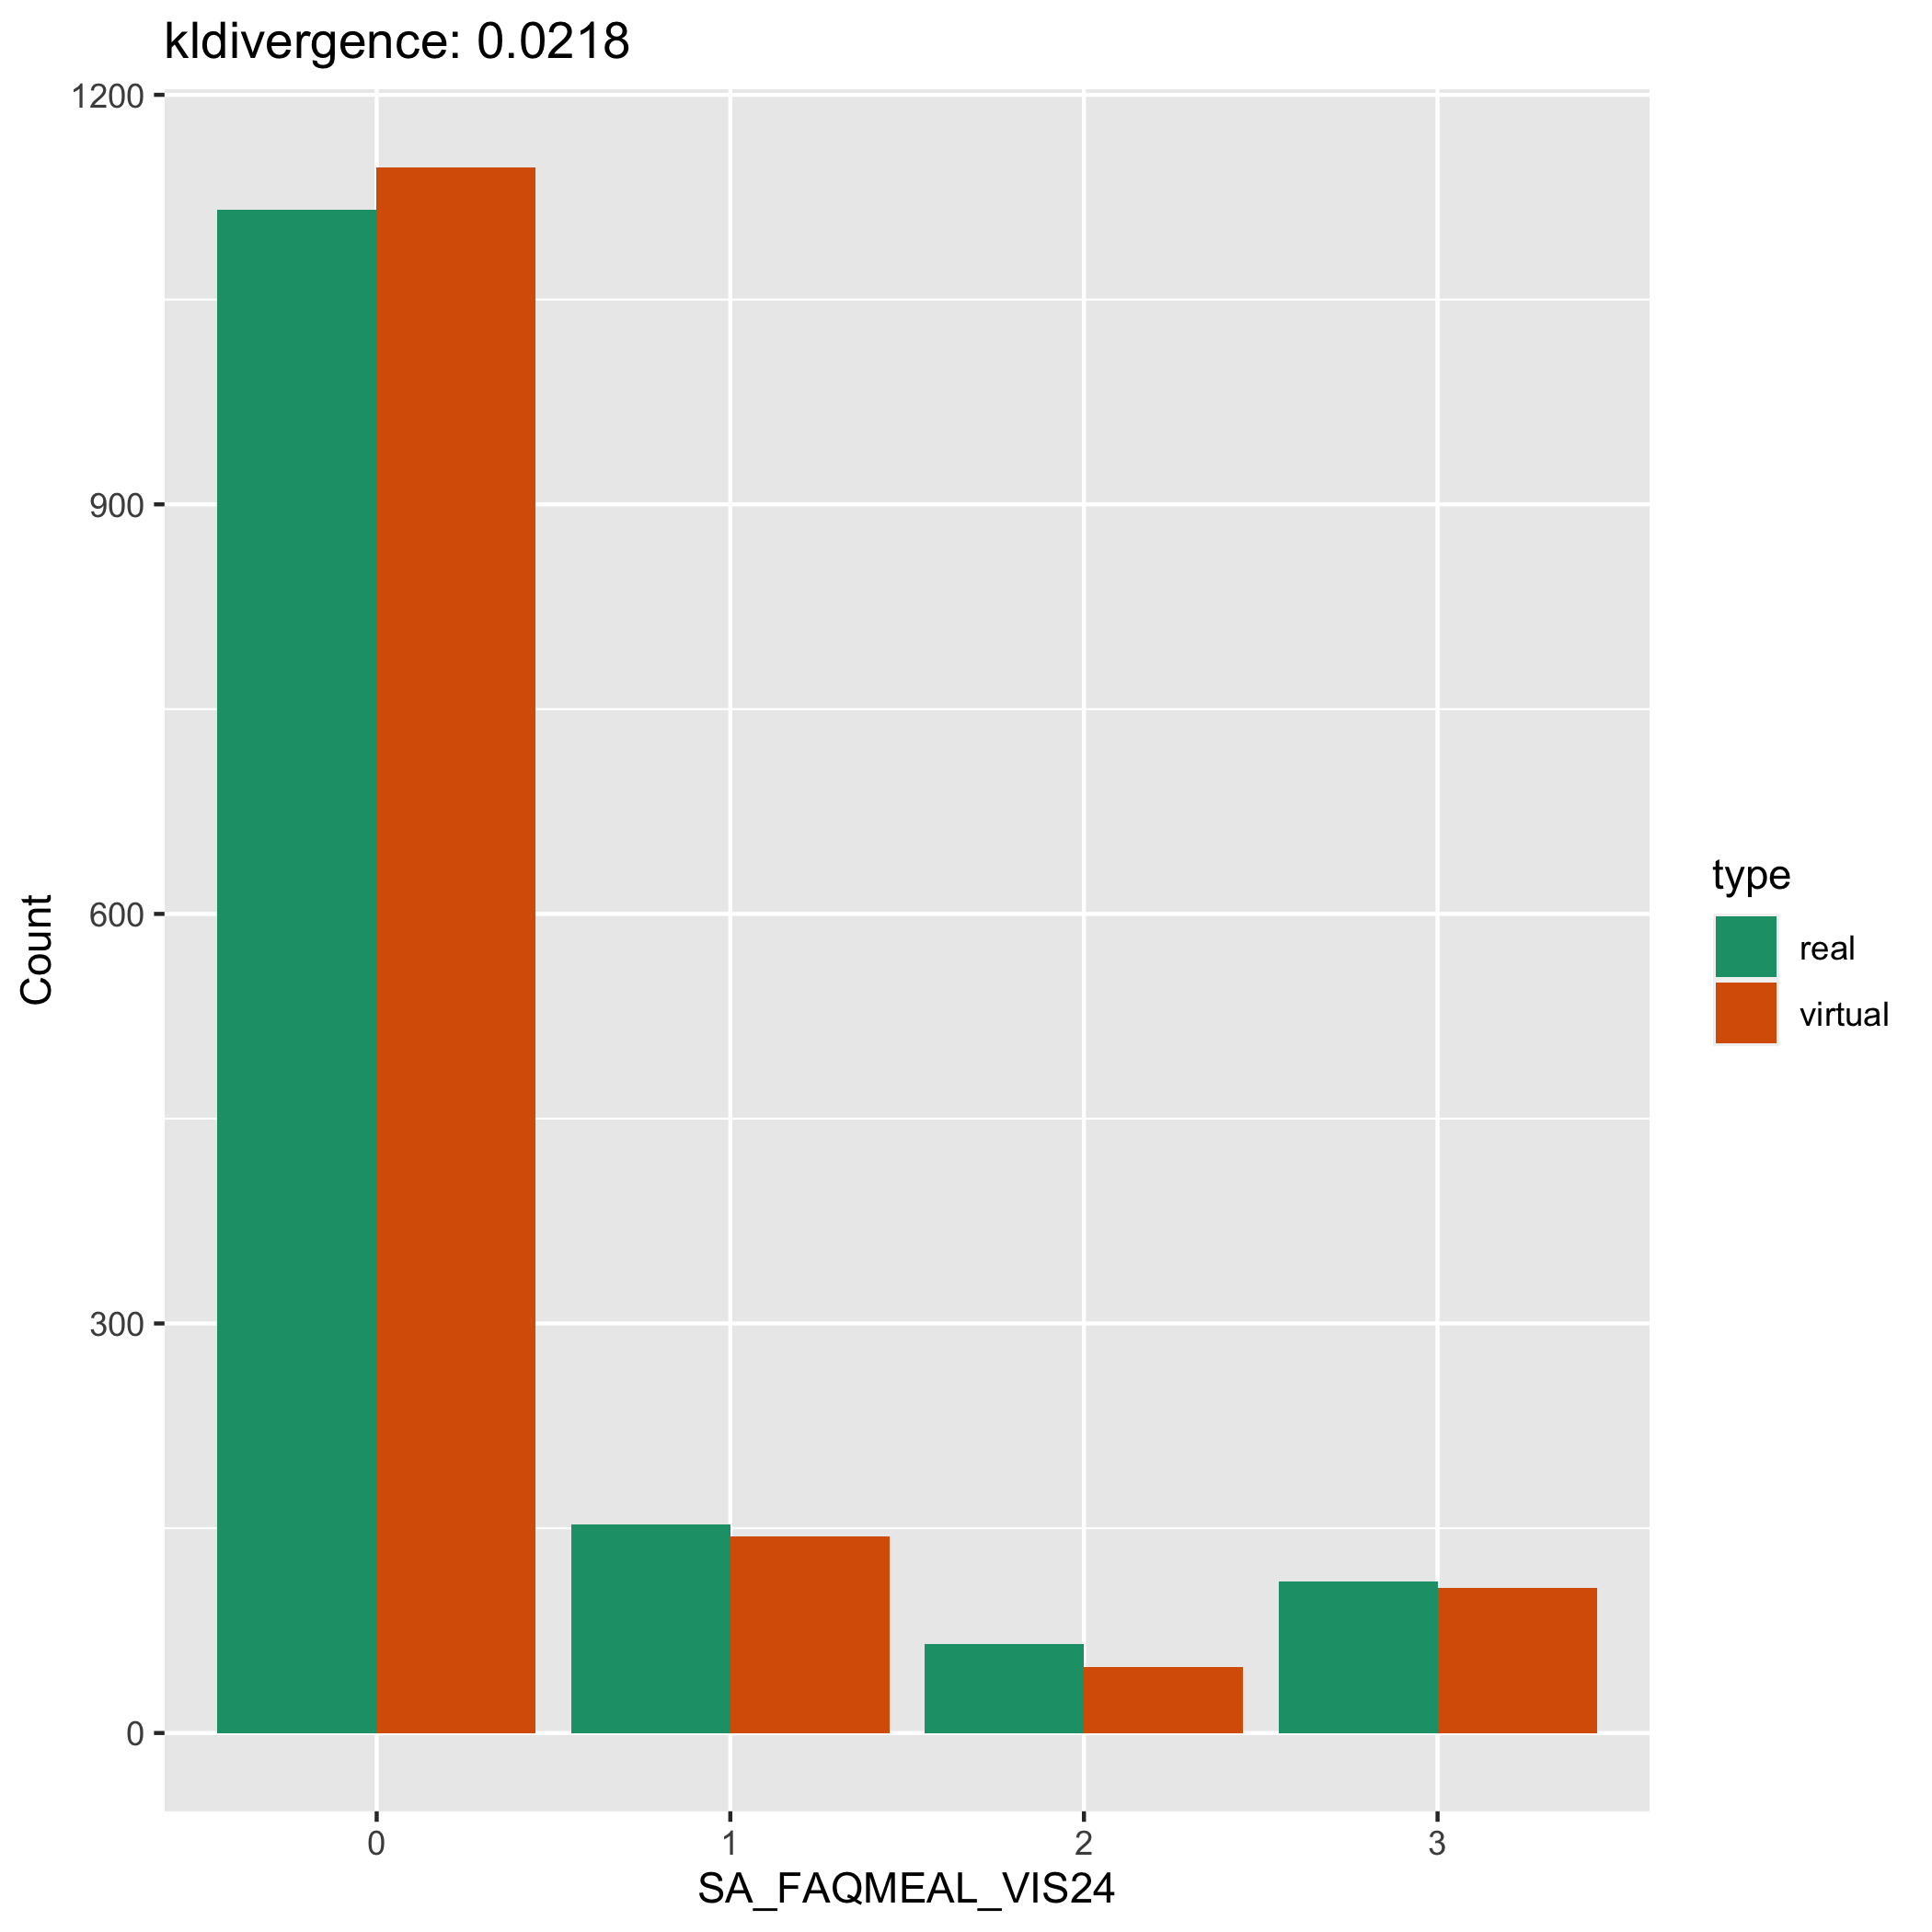 kldivergence: 0.0218
1200
900
600
300
0
Count
0 1 2 3
SA_FAQMEAL_VIS24
type
real
virtual